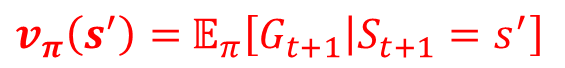 v_π(s′) = 𝔼_π[G_{t+1}|S_{t+1} = s′]